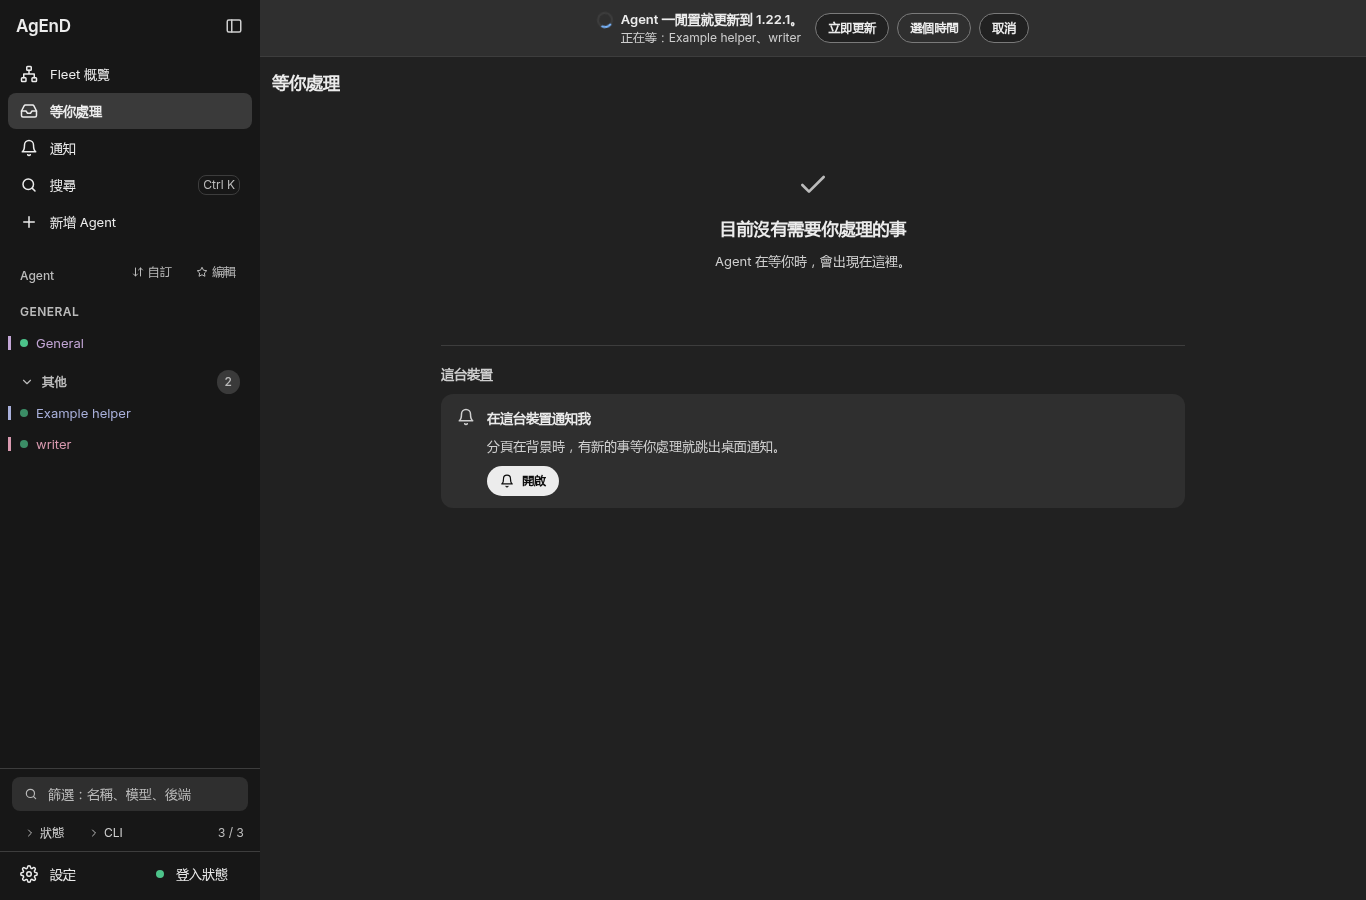 AgEnD
Fleet 概覽
等你處理
通知
搜尋
Ctrl K
新增 Agent
Agent
自訂
編輯
GENERAL
General
其他
2
Example helper
writer
篩選：名稱、模型、後端
狀態
CLI
3 / 3
設定
登入狀態
Agent 一閒置就更新到 1.22.1。
正在等：Example helper、writer
立即更新
選個時間
取消
等你處理
目前沒有需要你處理的事
Agent 在等你時，會出現在這裡。
這台裝置
在這台裝置通知我
分頁在背景時，有新的事等你處理就跳出桌面通知。
開啟